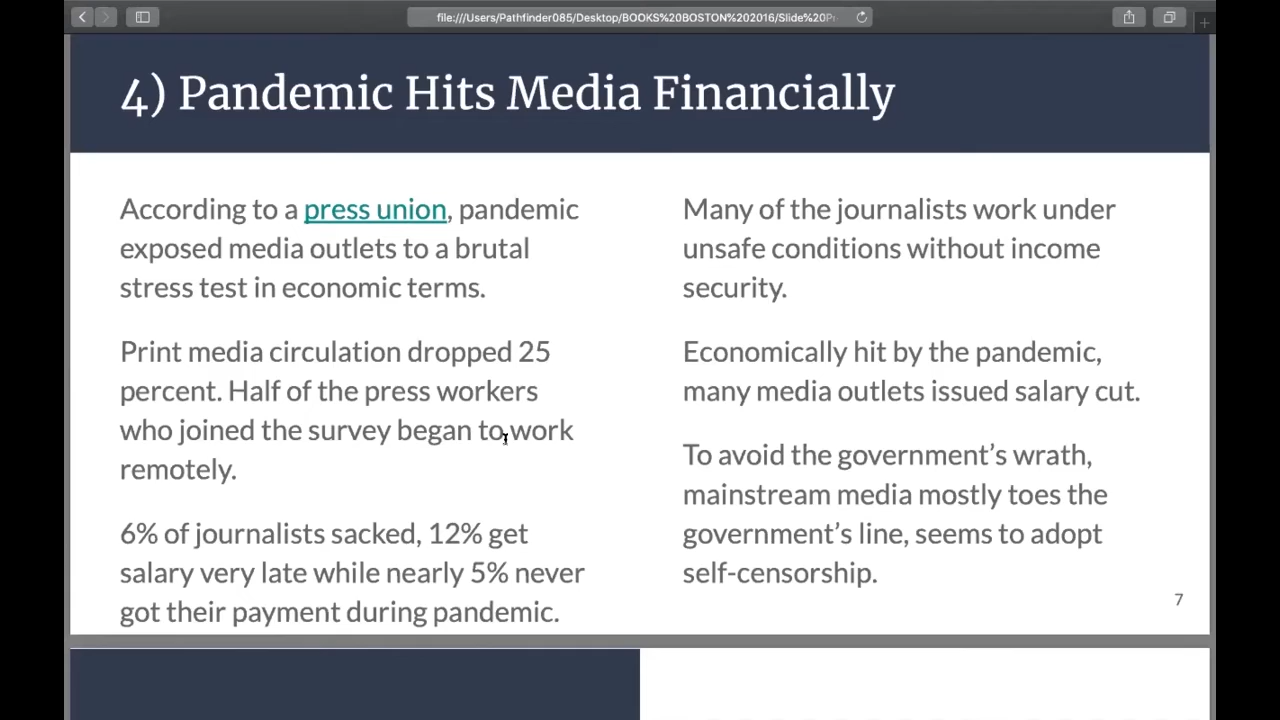 file:///Users/Pathfinder085/Desktop/BOOKS%20BOSTON%202016/Slide%20Pr
4) Pandemic Hits Media Financially
According to a press union, pandemic
exposed media outlets to a brutal
stress test in economic terms.
Print media circulation dropped 25
percent. Half of the press workers
who joined the survey began to work
remotely.
6% of journalists sacked, 12% get
salary very late while nearly 5% never
got their payment during pandemic.
Many of the journalists work under
unsafe conditions without income
security.
Economically hit by the pandemic,
many media outlets issued salary cut.
To avoid the government’s wrath,
mainstream media mostly toes the
government’s line, seems to adopt
self-censorship.
7